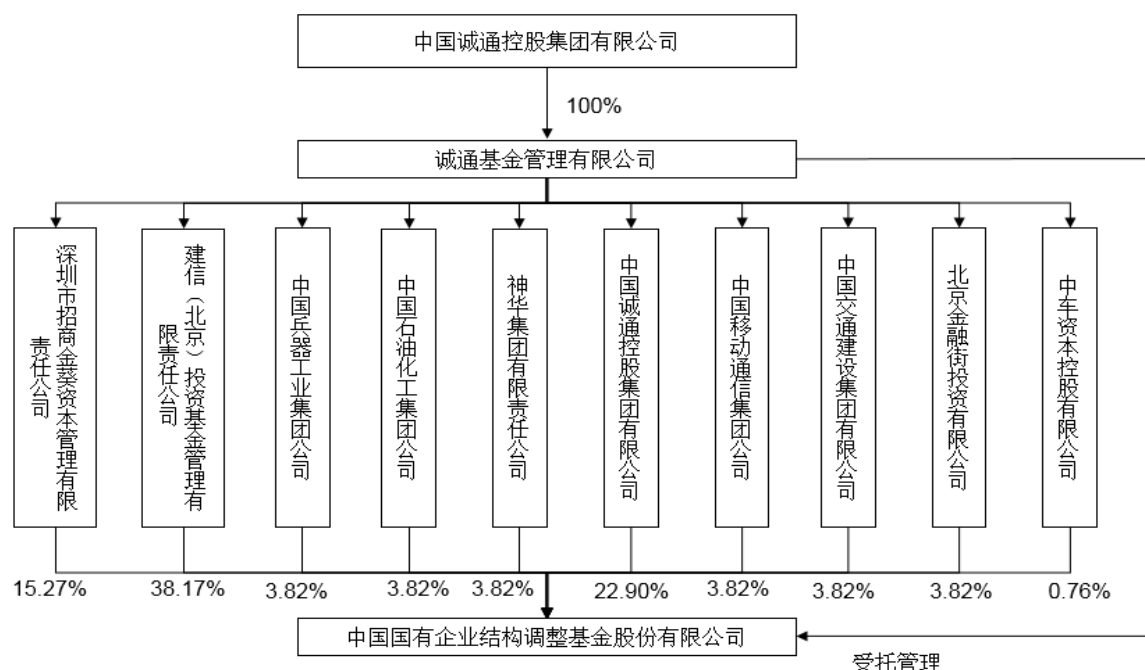 中国诚通控股集团有限公司
100%
诚通基金管理有限公司
深圳市招商金葵资本管理有限
责任公司
建信（北京）投资基金管理有
限责任公司
中国兵器工业集团公司
中国石油化工集团公司
神华集团有限责任公司
中国诚通控股集团有限公司
中国移动通信集团公司
中国交通建设集团有限公司
北京金融街投资有限公司
中车资本控股有限公司
15.27%
38.17%
3.82%
3.82%
3.82%
22.90%
3.82%
3.82%
3.82%
0.76%
中国国有企业结构调整基金股份有限公司
受托管理